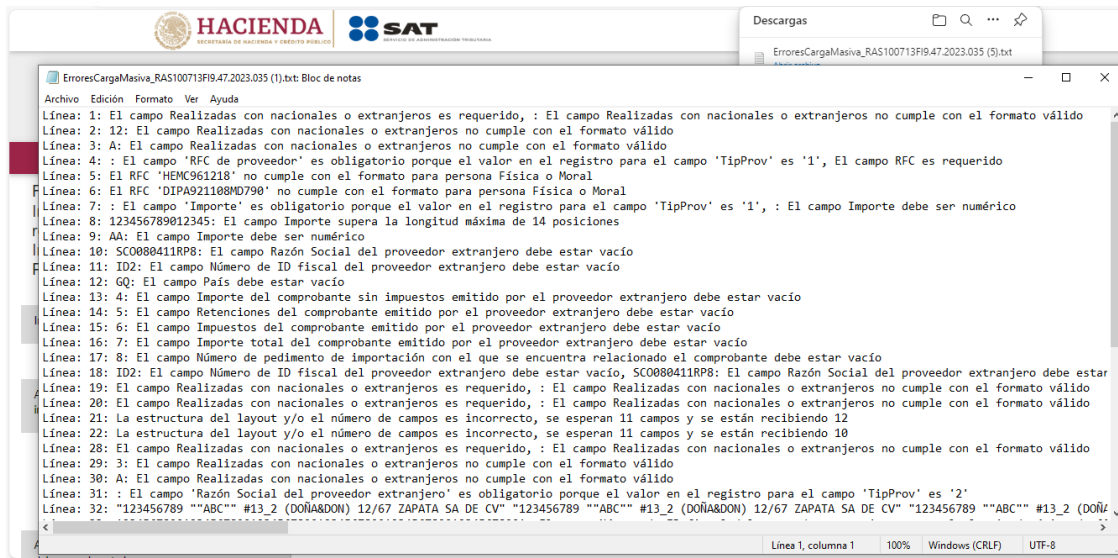 HACIENDA
SECRETARÍA DE HACIENDA Y CRÉDITO PÚBLICO
SAT
SERVICIO DE ADMINISTRACIÓN TRIBUTARIA
Descargas
ErroresCargaMasiva_RAS100713FI9.47.2023.035 (5).txt
ErroresCargaMasiva_RAS100713FI9.47.2023.035 (1).txt: Bloc de notas
Archivo Edición Formato Ver Ayuda
Línea: 1: El campo Realizadas con nacionales o extranjeros es requerido, : El campo Realizadas con nacionales o extranjeros no cumple con el formato válido
Línea: 2: 12: El campo Realizadas con nacionales o extranjeros no cumple con el formato válido
Línea: 3: A: El campo Realizadas con nacionales o extranjeros no cumple con el formato válido
Línea: 4: : El campo 'RFC de proveedor' es obligatorio porque el valor en el registro para el campo 'TipProv' es '1', El campo RFC es requerido
Línea: 5: El RFC 'HEMC961218' no cumple con el formato para persona Física o Moral
Línea: 6: El RFC 'DIPA921108MD790' no cumple con el formato para persona Física o Moral
Línea: 7: : El campo 'Importe' es obligatorio porque el valor en el registro para el campo 'TipProv' es '1', : El campo Importe debe ser numérico
Línea: 8: 123456789012345: El campo Importe supera la longitud máxima de 14 posiciones
Línea: 9: AA: El campo Importe debe ser numérico
Línea: 10: SCO080411RP8: El campo Razón Social del proveedor extranjero debe estar vacío
Línea: 11: ID2: El campo Número de ID fiscal del proveedor extranjero debe estar vacío
Línea: 12: GQ: El campo País debe estar vacío
Línea: 13: 4: El campo Importe del comprobante sin impuestos emitido por el proveedor extranjero debe estar vacío
Línea: 14: 5: El campo Retenciones del comprobante emitido por el proveedor extranjero debe estar vacío
Línea: 15: 6: El campo Impuestos del comprobante emitido por el proveedor extranjero debe estar vacío
Línea: 16: 7: El campo Importe total del comprobante emitido por el proveedor extranjero debe estar vacío
Línea: 17: 8: El campo Número de pedimento de importación con el que se encuentra relacionado el comprobante debe estar vacío
Línea: 18: ID2: El campo Número de ID fiscal del proveedor extranjero debe estar vacío, SCO080411RP8: El campo Razón Social del proveedor extranjero debe estar
Línea: 19: El campo Realizadas con nacionales o extranjeros es requerido, : El campo Realizadas con nacionales o extranjeros no cumple con el formato válido
Línea: 20: El campo Realizadas con nacionales o extranjeros es requerido, : El campo Realizadas con nacionales o extranjeros no cumple con el formato válido
Línea: 21: La estructura del layout y/o el número de campos es incorrecto, se esperan 11 campos y se están recibiendo 12
Línea: 22: La estructura del layout y/o el número de campos es incorrecto, se esperan 11 campos y se están recibiendo 10
Línea: 28: El campo Realizadas con nacionales o extranjeros es requerido, : El campo Realizadas con nacionales o extranjeros no cumple con el formato válido
Línea: 29: 3: El campo Realizadas con nacionales o extranjeros no cumple con el formato válido
Línea: 30: A: El campo Realizadas con nacionales o extranjeros no cumple con el formato válido
Línea: 31: : El campo 'Razón Social del proveedor extranjero' es obligatorio porque el valor en el registro para el campo 'TipProv' es '2'
Línea: 32: "123456789 ""ABC"" #13_2 (DOÑA&DON) 12/67 ZAPATA SA DE CV" "123456789 ""ABC"" #13_2 (DOÑA&DON) 12/67 ZAPATA SA DE CV" "123456789 ""ABC"" #13_2 (DOÑ
Línea 1, columna 1 100% Windows (CRLF) UTF-8